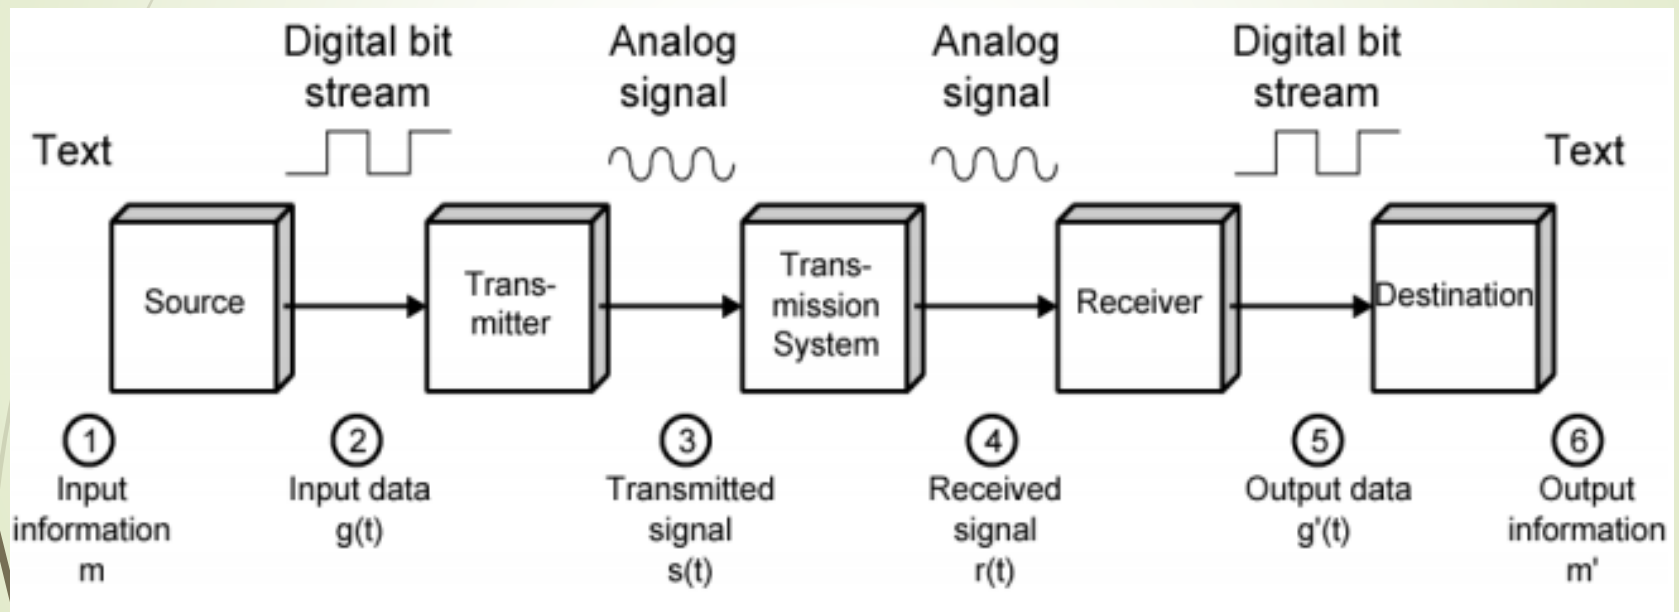 Text
Digital bit
stream
Analog
signal
Analog
signal
Digital bit
stream
Text
Source
Trans-
mitter
Trans-
mission
System
Receiver
Destination
1
Input
information
m
2
Input data
g(t)
3
Transmitted
signal
s(t)
4
Received
signal
r(t)
5
Output data
g'(t)
6
Output
information
m'